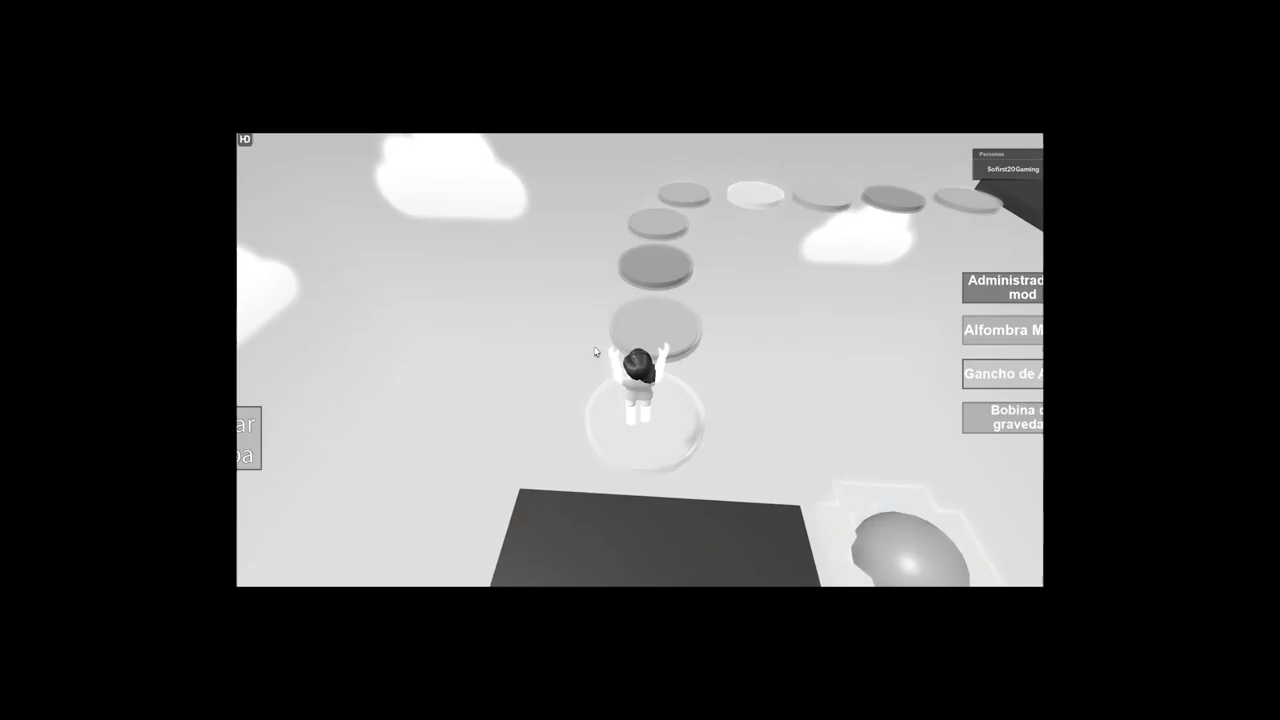 HD
Personas
Sofirst20Gaming
Administrad
mod
Alfombra M
Gancho de A
Bobina
graveda
ar
pa